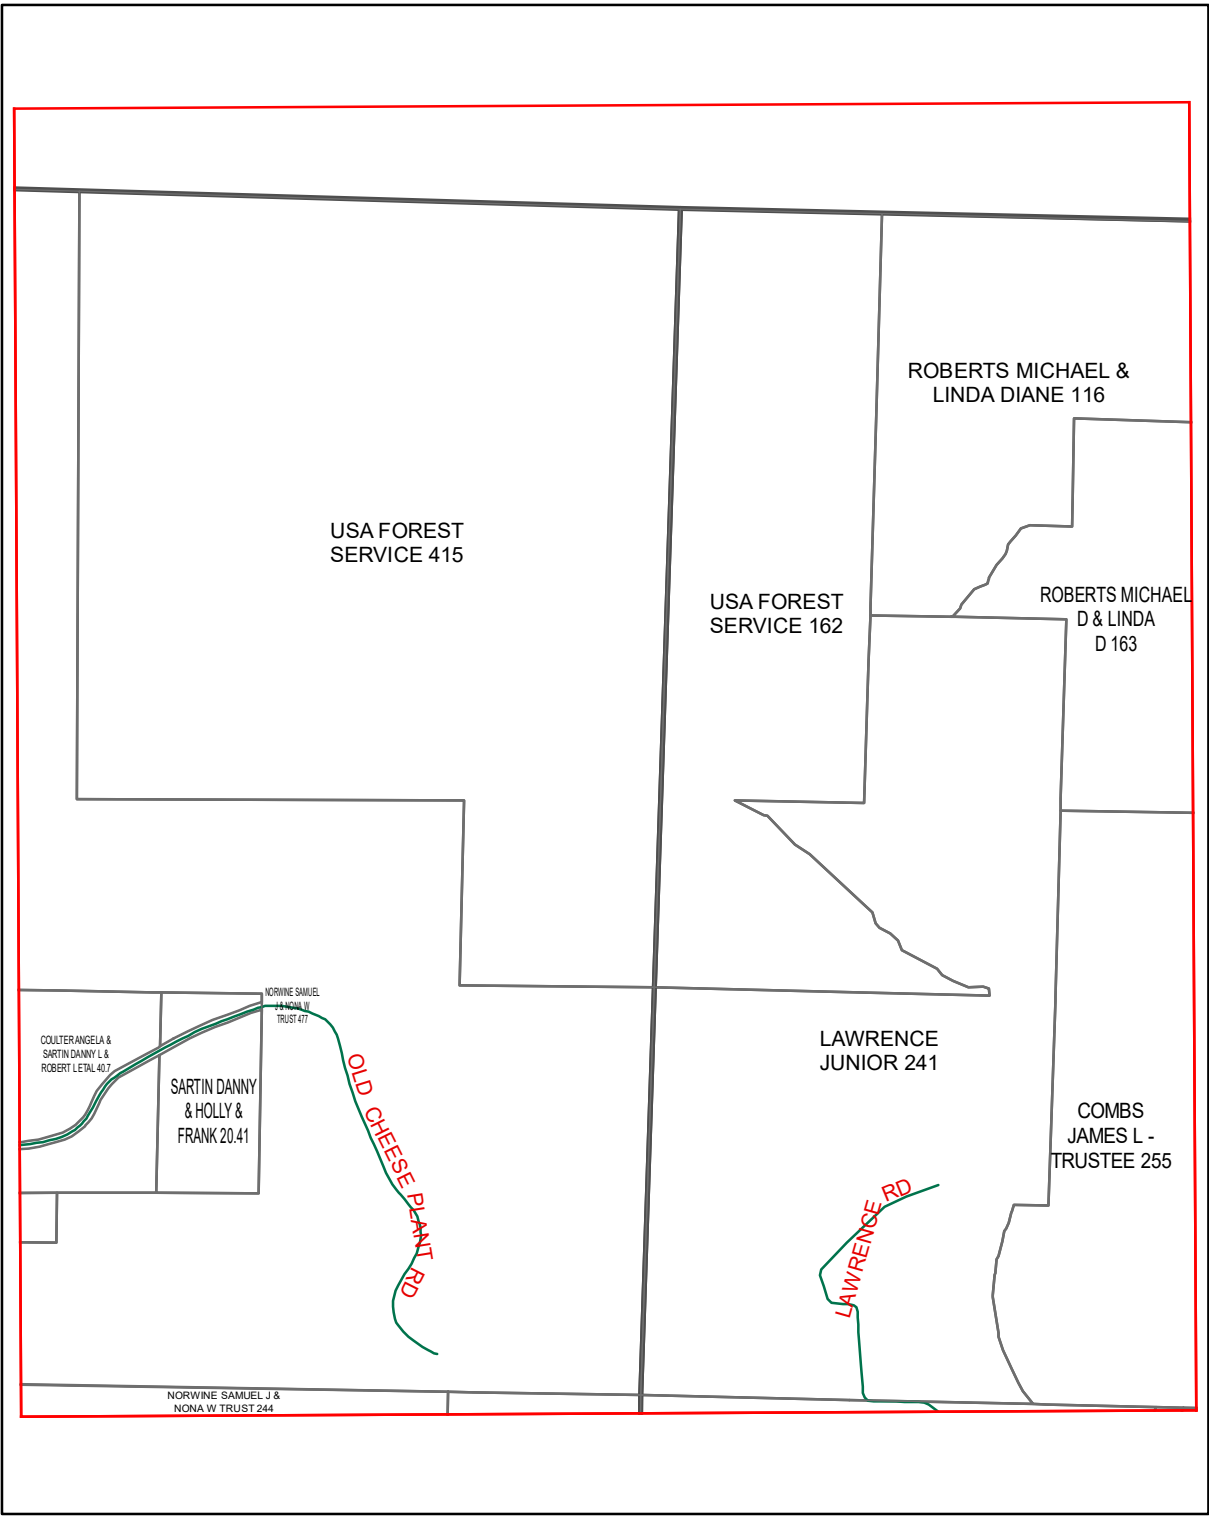 ROBERTS MICHAEL &
LINDA DIANE 116
USA FOREST
SERVICE 415
USA FOREST
SERVICE 162
ROBERTS MICHAEL
D & LINDA
D 163
NORWINE SAMUEL
J & NONA W
TRUST 477
COULTER ANGELA &
SARTIN DANNY L &
ROBERT L ETAL 40.7
SARTIN DANNY
& HOLLY &
FRANK 20.41
OLD CHEESE PLANT RD
LAWRENCE
JUNIOR 241
COMBS
JAMES L -
TRUSTEE 255
LAWRENCE RD
NORWINE SAMUEL J &
NONA W TRUST 244